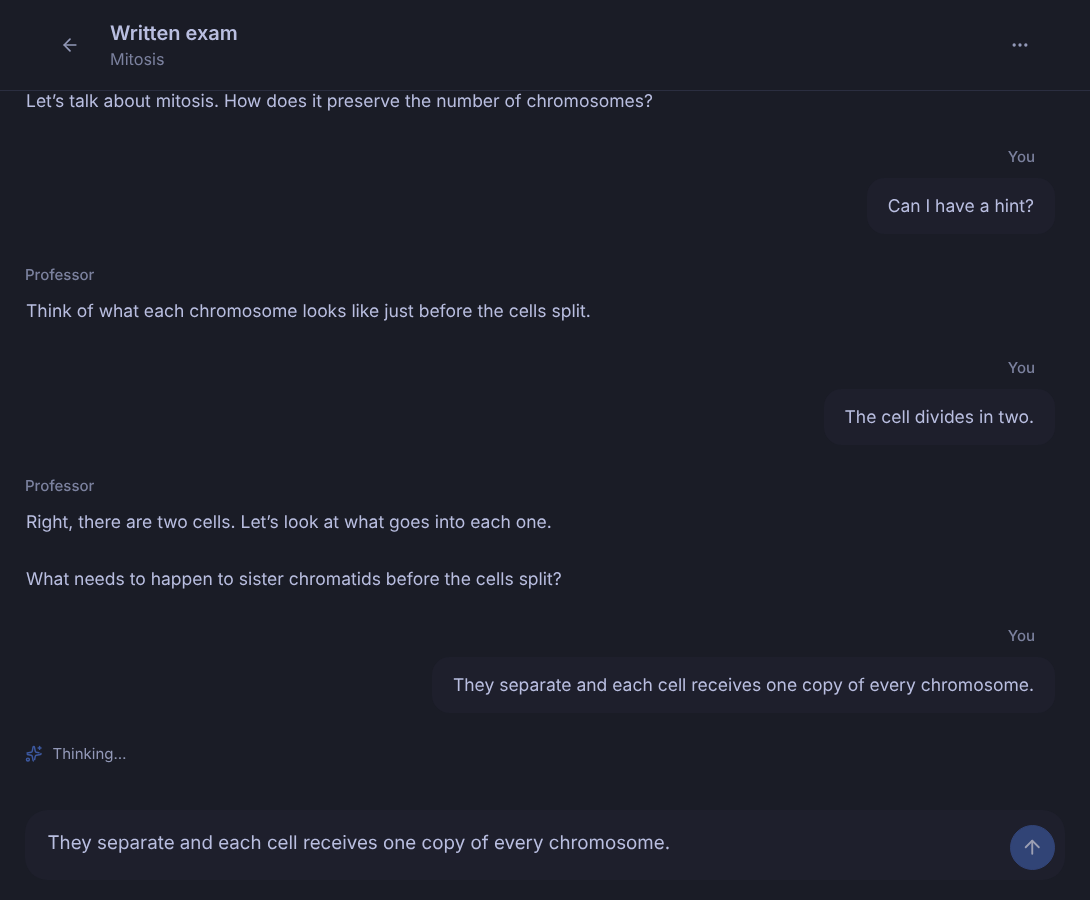 Written exam
Mitosis
Let’s talk about mitosis. How does it preserve the number of chromosomes?
You
Can I have a hint?
Professor
Think of what each chromosome looks like just before the cells split.
You
The cell divides in two.
Professor
Right, there are two cells. Let’s look at what goes into each one.
What needs to happen to sister chromatids before the cells split?
You
They separate and each cell receives one copy of every chromosome.
Thinking...
They separate and each cell receives one copy of every chromosome.